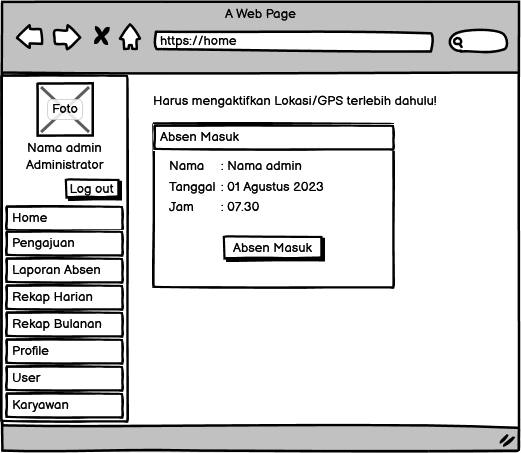 A Web Page
https://home
Foto
Nama admin
Administrator
Log out
Home
Pengajuan
Laporan Absen
Rekap Harian
Rekap Bulanan
Profile
User
Karyawan
Harus mengaktifkan Lokasi/GPS terlebih dahulu!
Absen Masuk
Nama : Nama admin
Tanggal : 01 Agustus 2023
Jam : 07.30
Absen Masuk